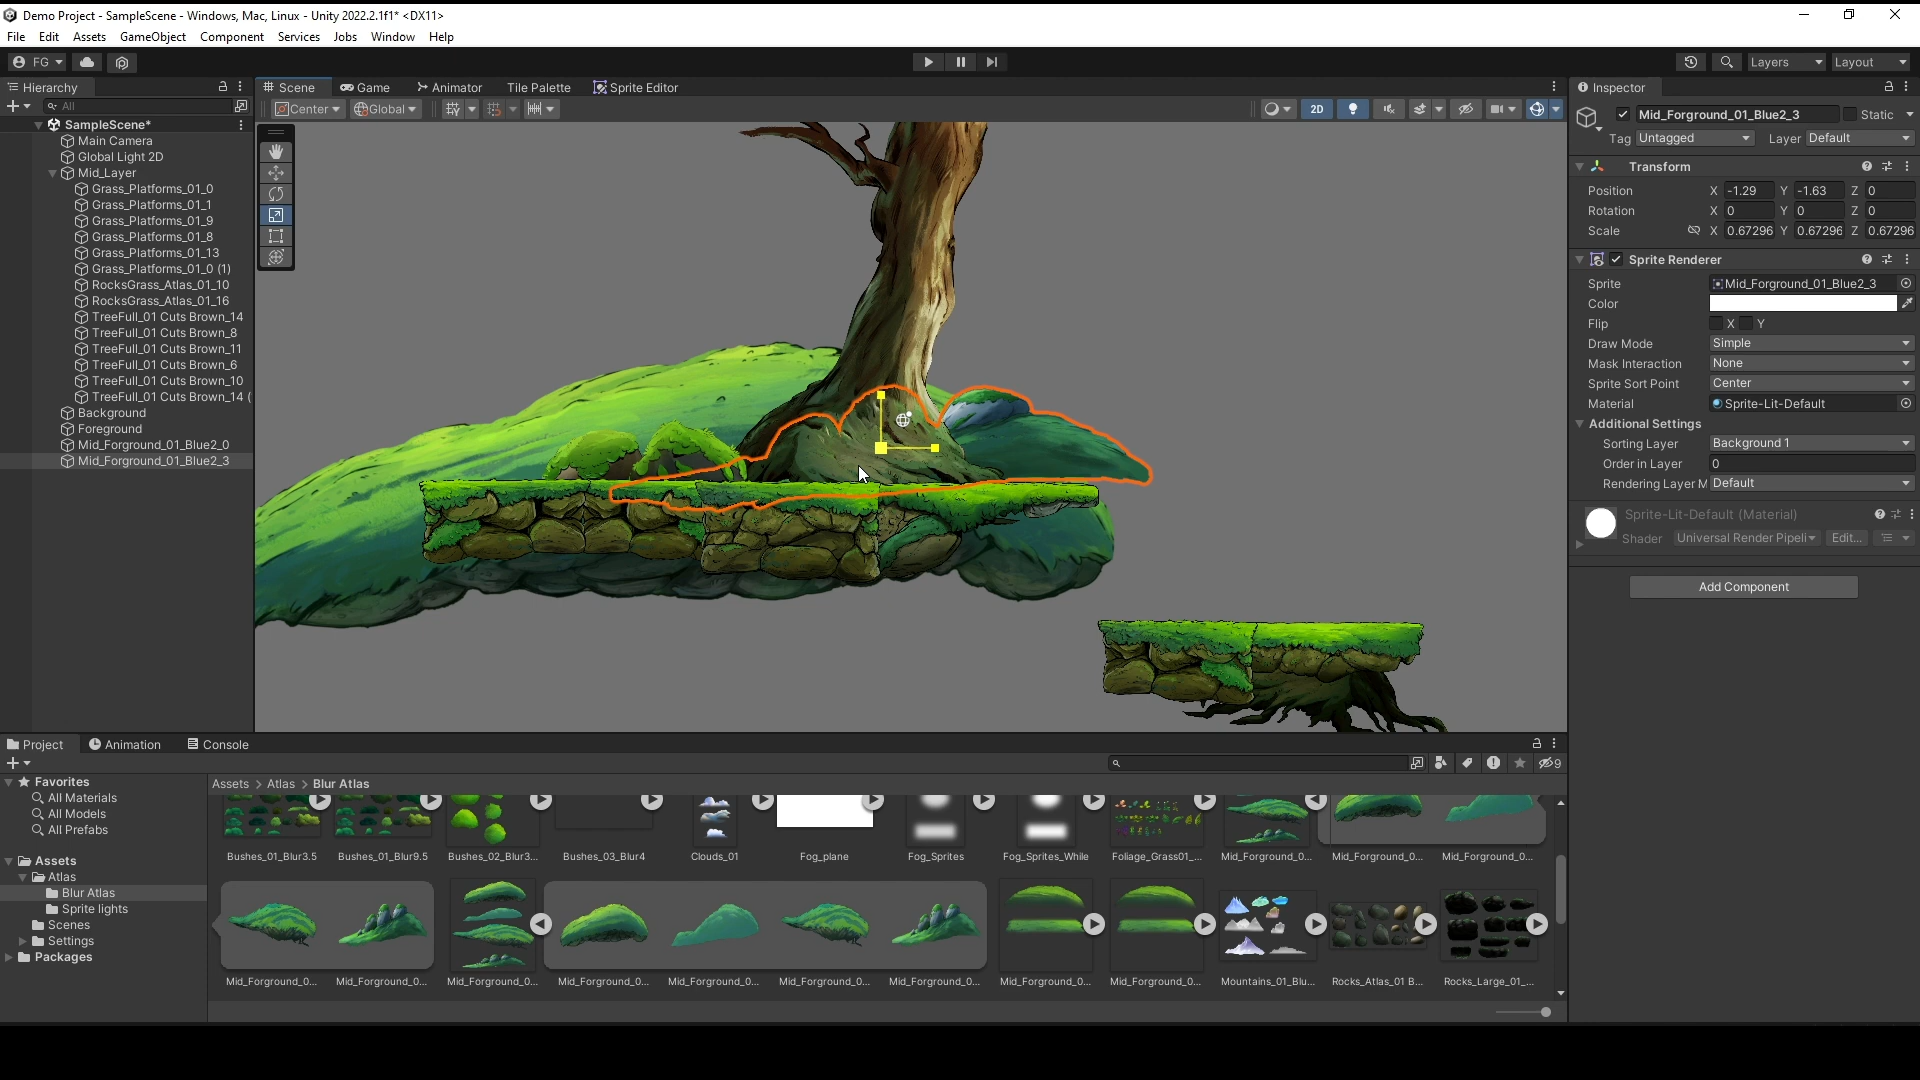 Demo Project - SampleScene - Windows, Mac, Linux - Unity 2022.2.1f1* <DX11>
File Edit Assets GameObject Component Services Jobs Window Help
FG
Layers Layout
Hierarchy
Scene Game Animator Tile Palette Sprite Editor
Inspector
All
Center Global
2D
Mid_Forground_01_Blue2_3 Static
Tag Untagged Layer Default
SampleScene*
Main Camera
Global Light 2D
Mid_Layer
Grass_Platforms_01_0
Grass_Platforms_01_1
Grass_Platforms_01_9
Grass_Platforms_01_8
Grass_Platforms_01_13
Grass_Platforms_01_0 (1)
RocksGrass_Atlas_01_10
RocksGrass_Atlas_01_16
TreeFull_01 Cuts Brown_14
TreeFull_01 Cuts Brown_8
TreeFull_01 Cuts Brown_11
TreeFull_01 Cuts Brown_6
TreeFull_01 Cuts Brown_10
TreeFull_01 Cuts Brown_14 (
Background
Foreground
Mid_Forground_01_Blue2_0
Mid_Forground_01_Blue2_3
Transform
Position X -1.29 Y -1.63 Z 0
Rotation X 0 Y 0 Z 0
Scale X 0.67296 Y 0.67296 Z 0.67296
Sprite Renderer
Sprite Mid_Forground_01_Blue2_3
Color
Flip X Y
Draw Mode Simple
Mask Interaction None
Sprite Sort Point Center
Material Sprite-Lit-Default
Additional Settings
Sorting Layer Background 1
Order in Layer 0
Rendering Layer M Default
Sprite-Lit-Default (Material)
Shader Universal Render Pipeli Edit...
Add Component
Project Animation Console
9
Favorites
All Materials
All Models
All Prefabs
Assets
Atlas
Blur Atlas
Sprite lights
Scenes
Settings
Packages
Assets > Atlas > Blur Atlas
Bushes_01_Blur3.5 Bushes_01_Blur9.5 Bushes_02_Blur3... Bushes_03_Blur4 Clouds_01 Fog_plane Fog_Sprites Fog_Sprites_While Foliage_Grass01_... Mid_Forground_0... Mid_Forground_0... Mid_Forground_0...
Mid_Forground_0... Mid_Forground_0... Mid_Forground_0... Mid_Forground_0... Mid_Forground_0... Mid_Forground_0... Mid_Forground_0... Mid_Forground_0... Mid_Forground_0... Mountains_01_Blu... Rocks_Atlas_01 B... Rocks_Large_01_...